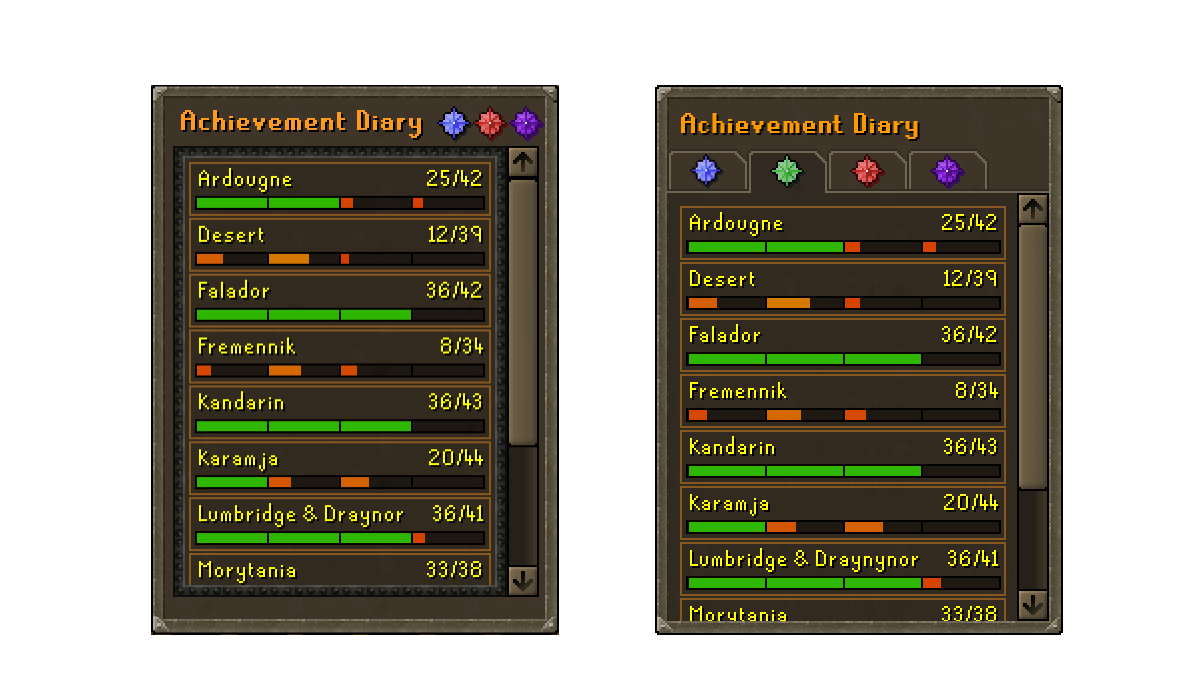 Achievement Diary
Ardougne 25/42
Desert 12/39
Falador 36/42
Fremennik 8/34
Kandarin 36/43
Karamja 20/44
Lumbridge & Draynor 36/41
Morytania 33/38
Achievement Diary
Ardougne 25/42
Desert 12/39
Falador 36/42
Fremennik 8/34
Kandarin 36/43
Karamja 20/44
Lumbridge & Draynynor 36/41
Morytania 33/38